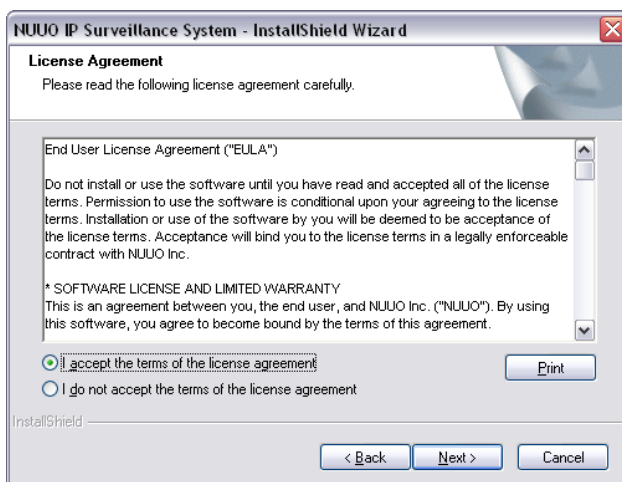 NUUO IP Surveillance System - InstallShield Wizard
License Agreement
Please read the following license agreement carefully.
End User License Agreement ("EULA")
Do not install or use the software until you have read and accepted all of the license
terms. Permission to use the software is conditional upon your agreeing to the license
terms. Installation or use of the software by you will be deemed to be acceptance of
the license terms. Acceptance will bind you to the license terms in a legally enforceable
contract with NUUO Inc.
* SOFTWARE LICENSE AND LIMITED WARRANTY
This is an agreement between you, the end user, and NUUO Inc. ("NUUO"). By using
this software, you agree to become bound by the terms of this agreement.
I accept the terms of the license agreement
Print
I do not accept the terms of the license agreement
InstallShield
< Back Next > Cancel